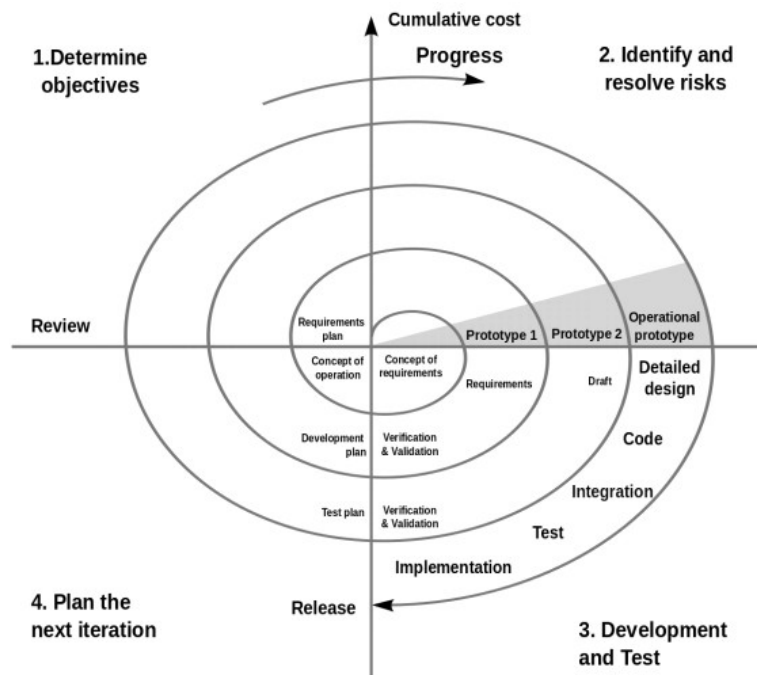 Cumulative cost
1.Determine
objectives
Progress
2. Identify and
resolve risks
Review
Requirements
plan
Prototype 1
Prototype 2
Operational
prototype
Concept of
operation
Concept of
requirements
Requirements
Draft
Detailed
design
Development
plan
Verification
& Validation
Code
Test plan
Verification
& Validation
Integration
Test
Implementation
Release
4. Plan the
next iteration
3. Development
and Test